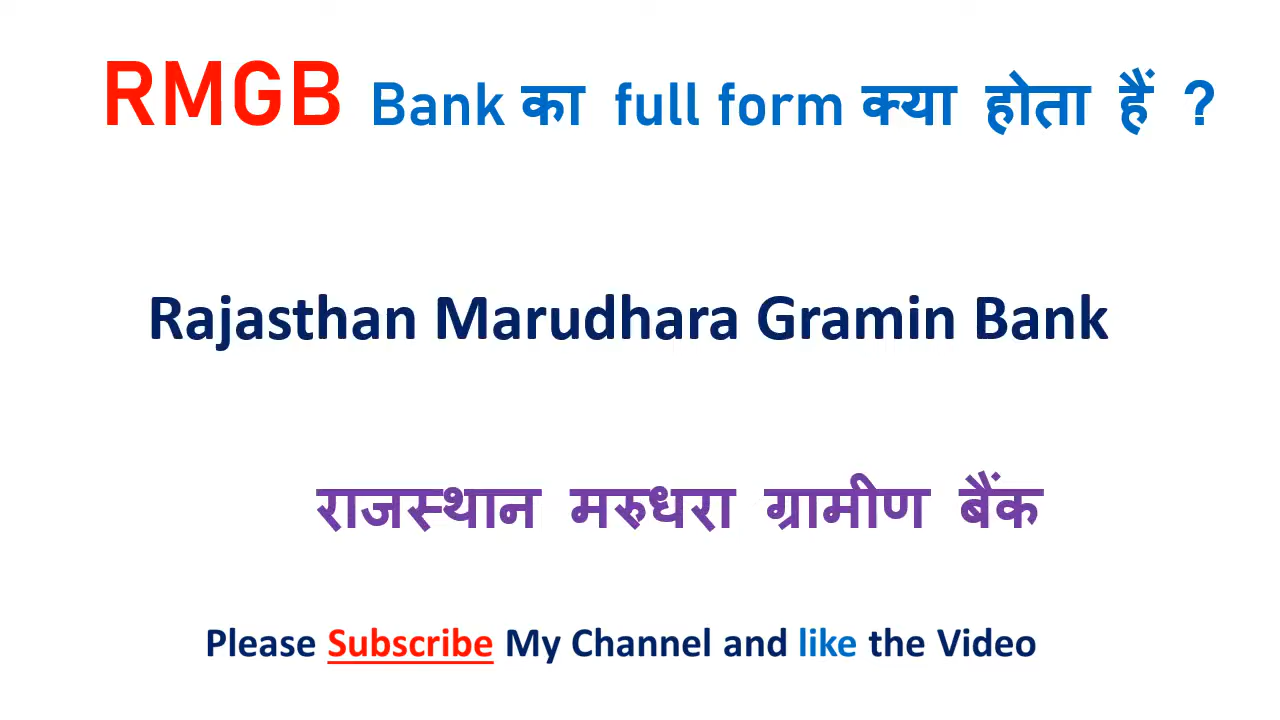 RMGB Bank का full form क्या होता हैं ?
Rajasthan Marudhara Gramin Bank
राजस्थान मरुधरा ग्रामीण बैंक
Please Subscribe My Channel and like the Video